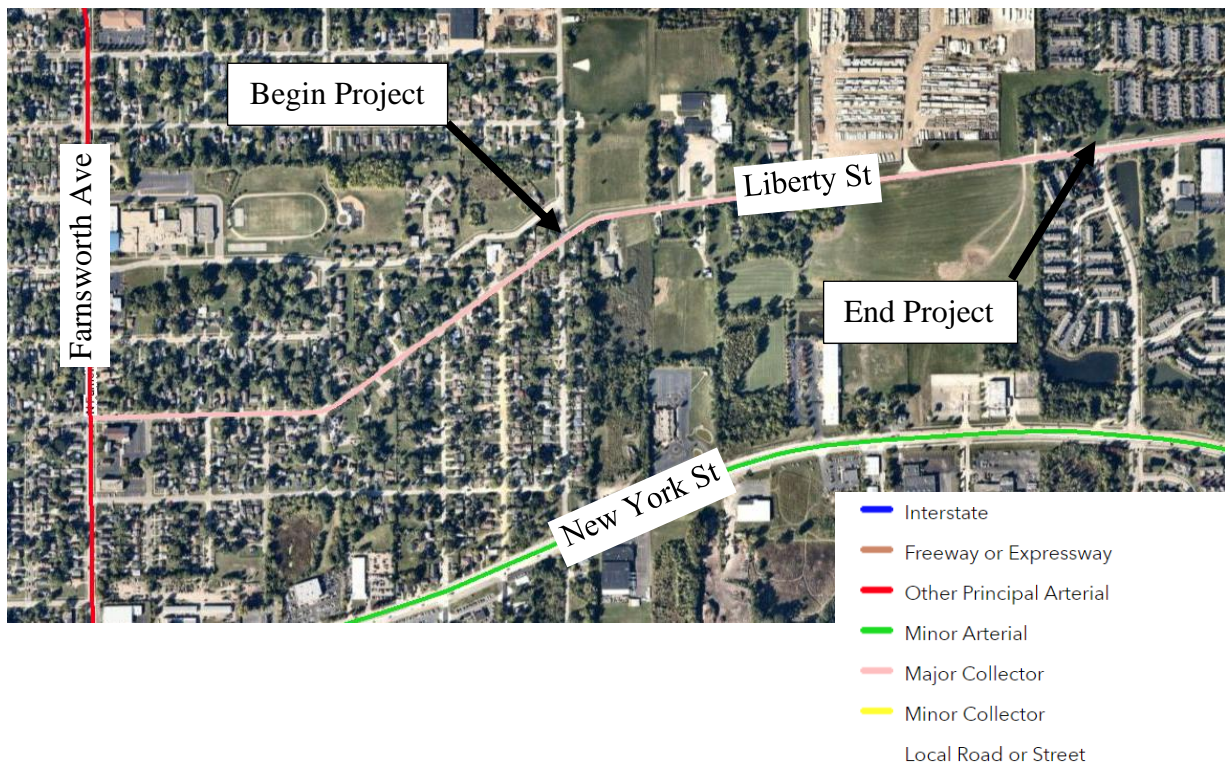 Begin Project
Farnsworth Ave
Liberty St
End Project
New York St
Interstate
Freeway or Expressway
Other Principal Arterial
Minor Arterial
Major Collector
Minor Collector
Local Road or Street